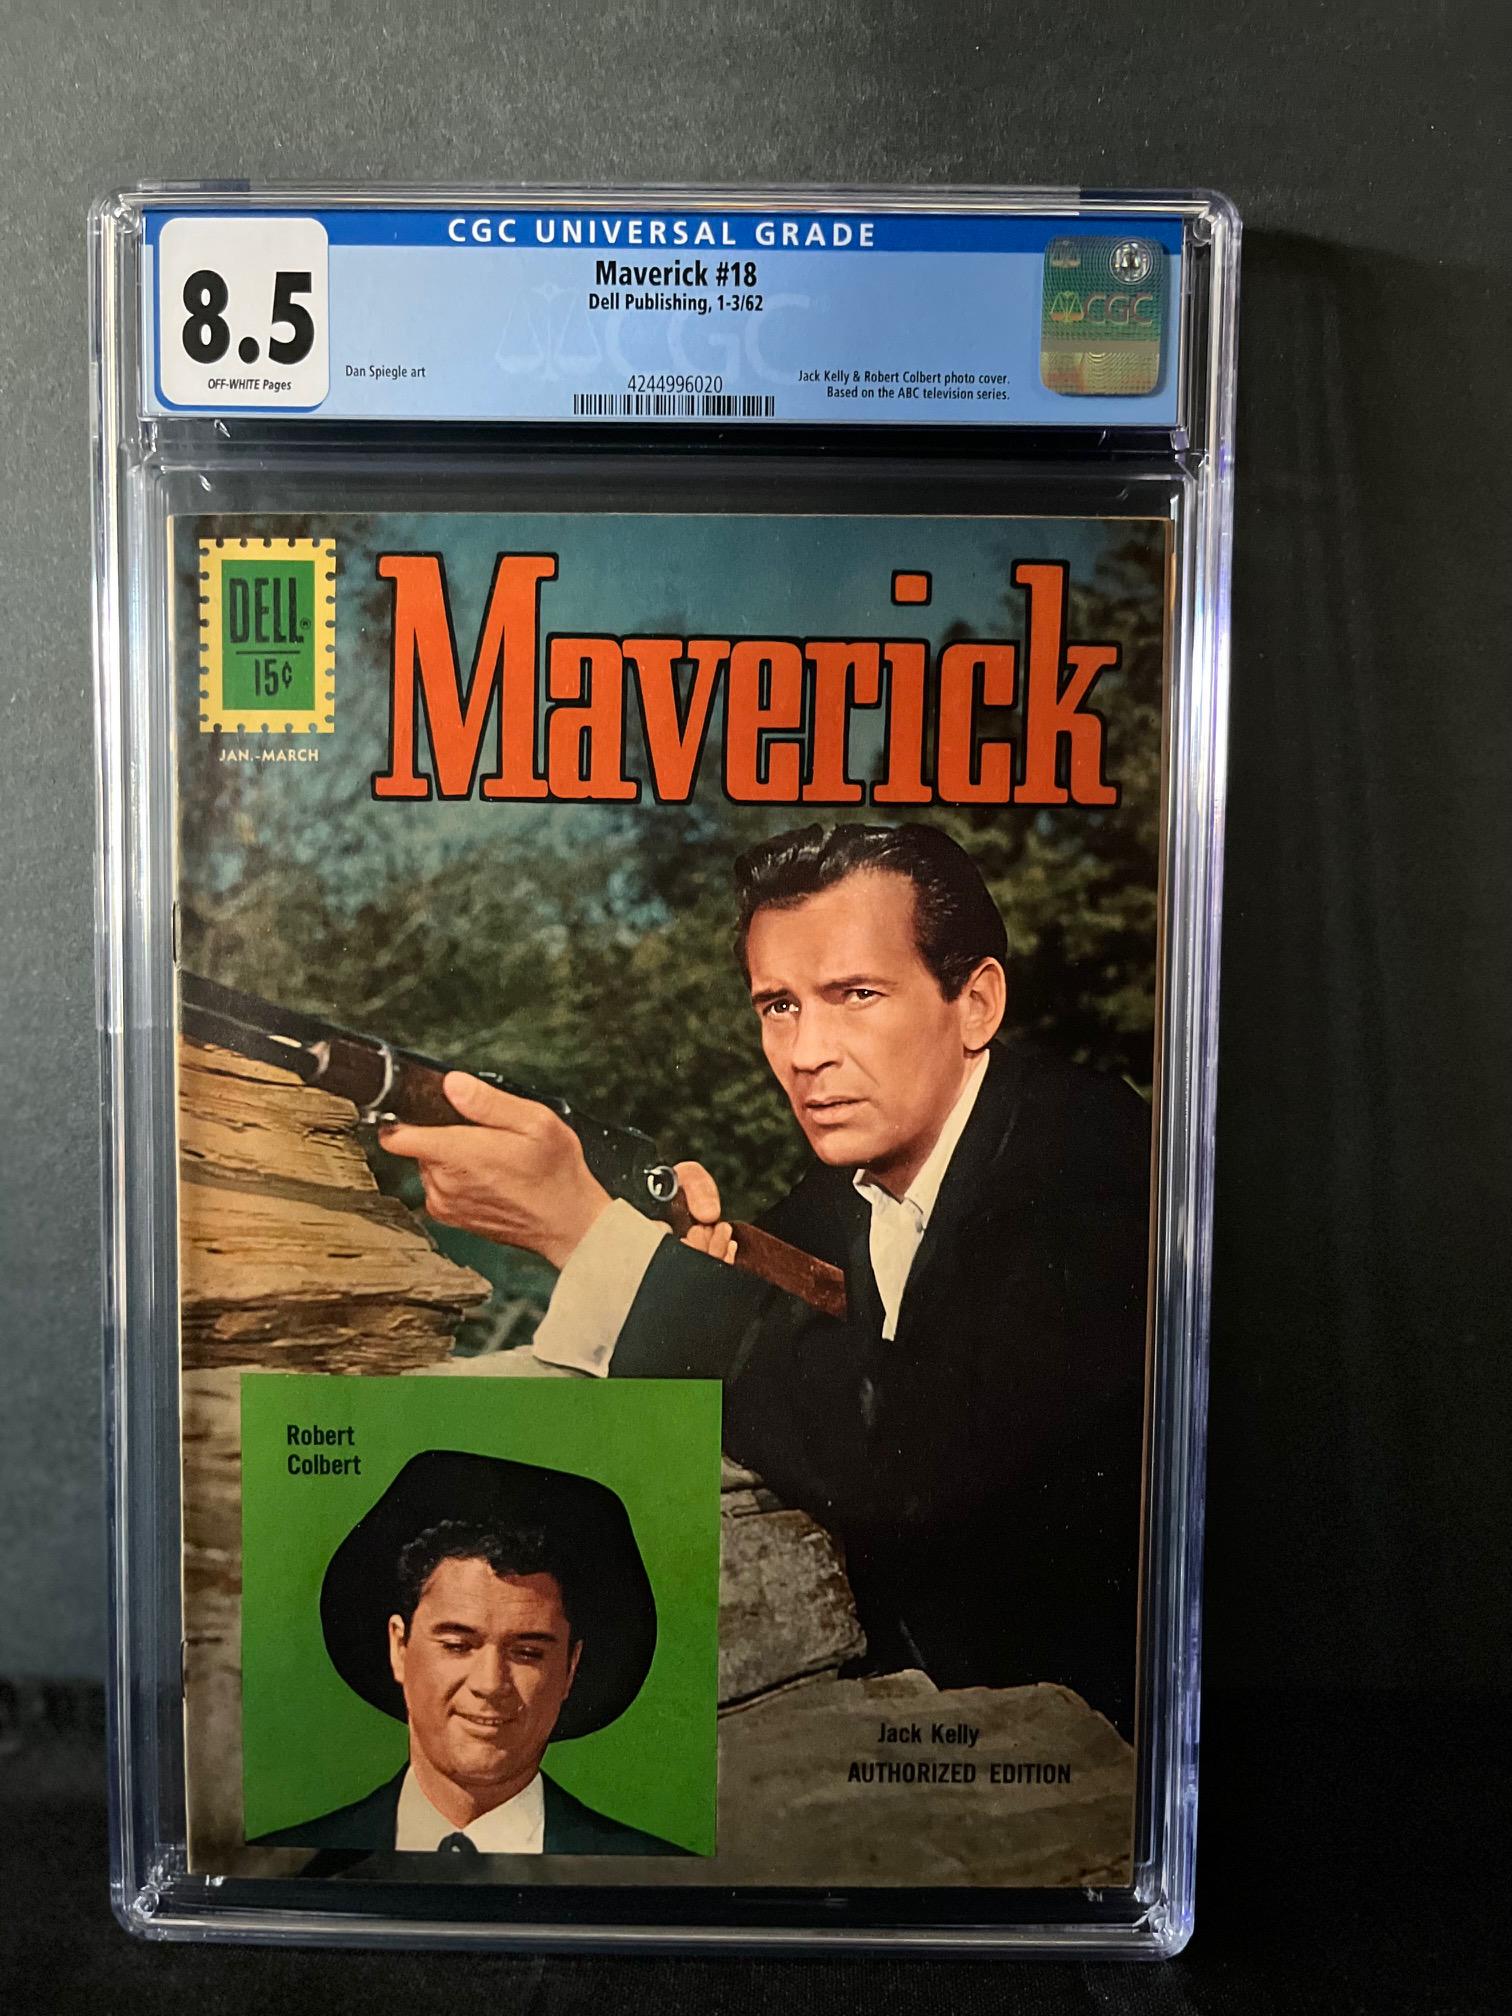 CGC UNIVERSAL GRADE
8.5
OFF-WHITE Pages
Maverick #18
Dell Publishing, 1-3/62
Dan Spiegle art
4244996020
Jack Kelly & Robert Colbert photo cover.
Based on the ABC television series.
CGC
CGC
DELL®
15¢
JAN.-MARCH
Maverick
Robert
Colbert
Jack Kelly
AUTHORIZED EDITION